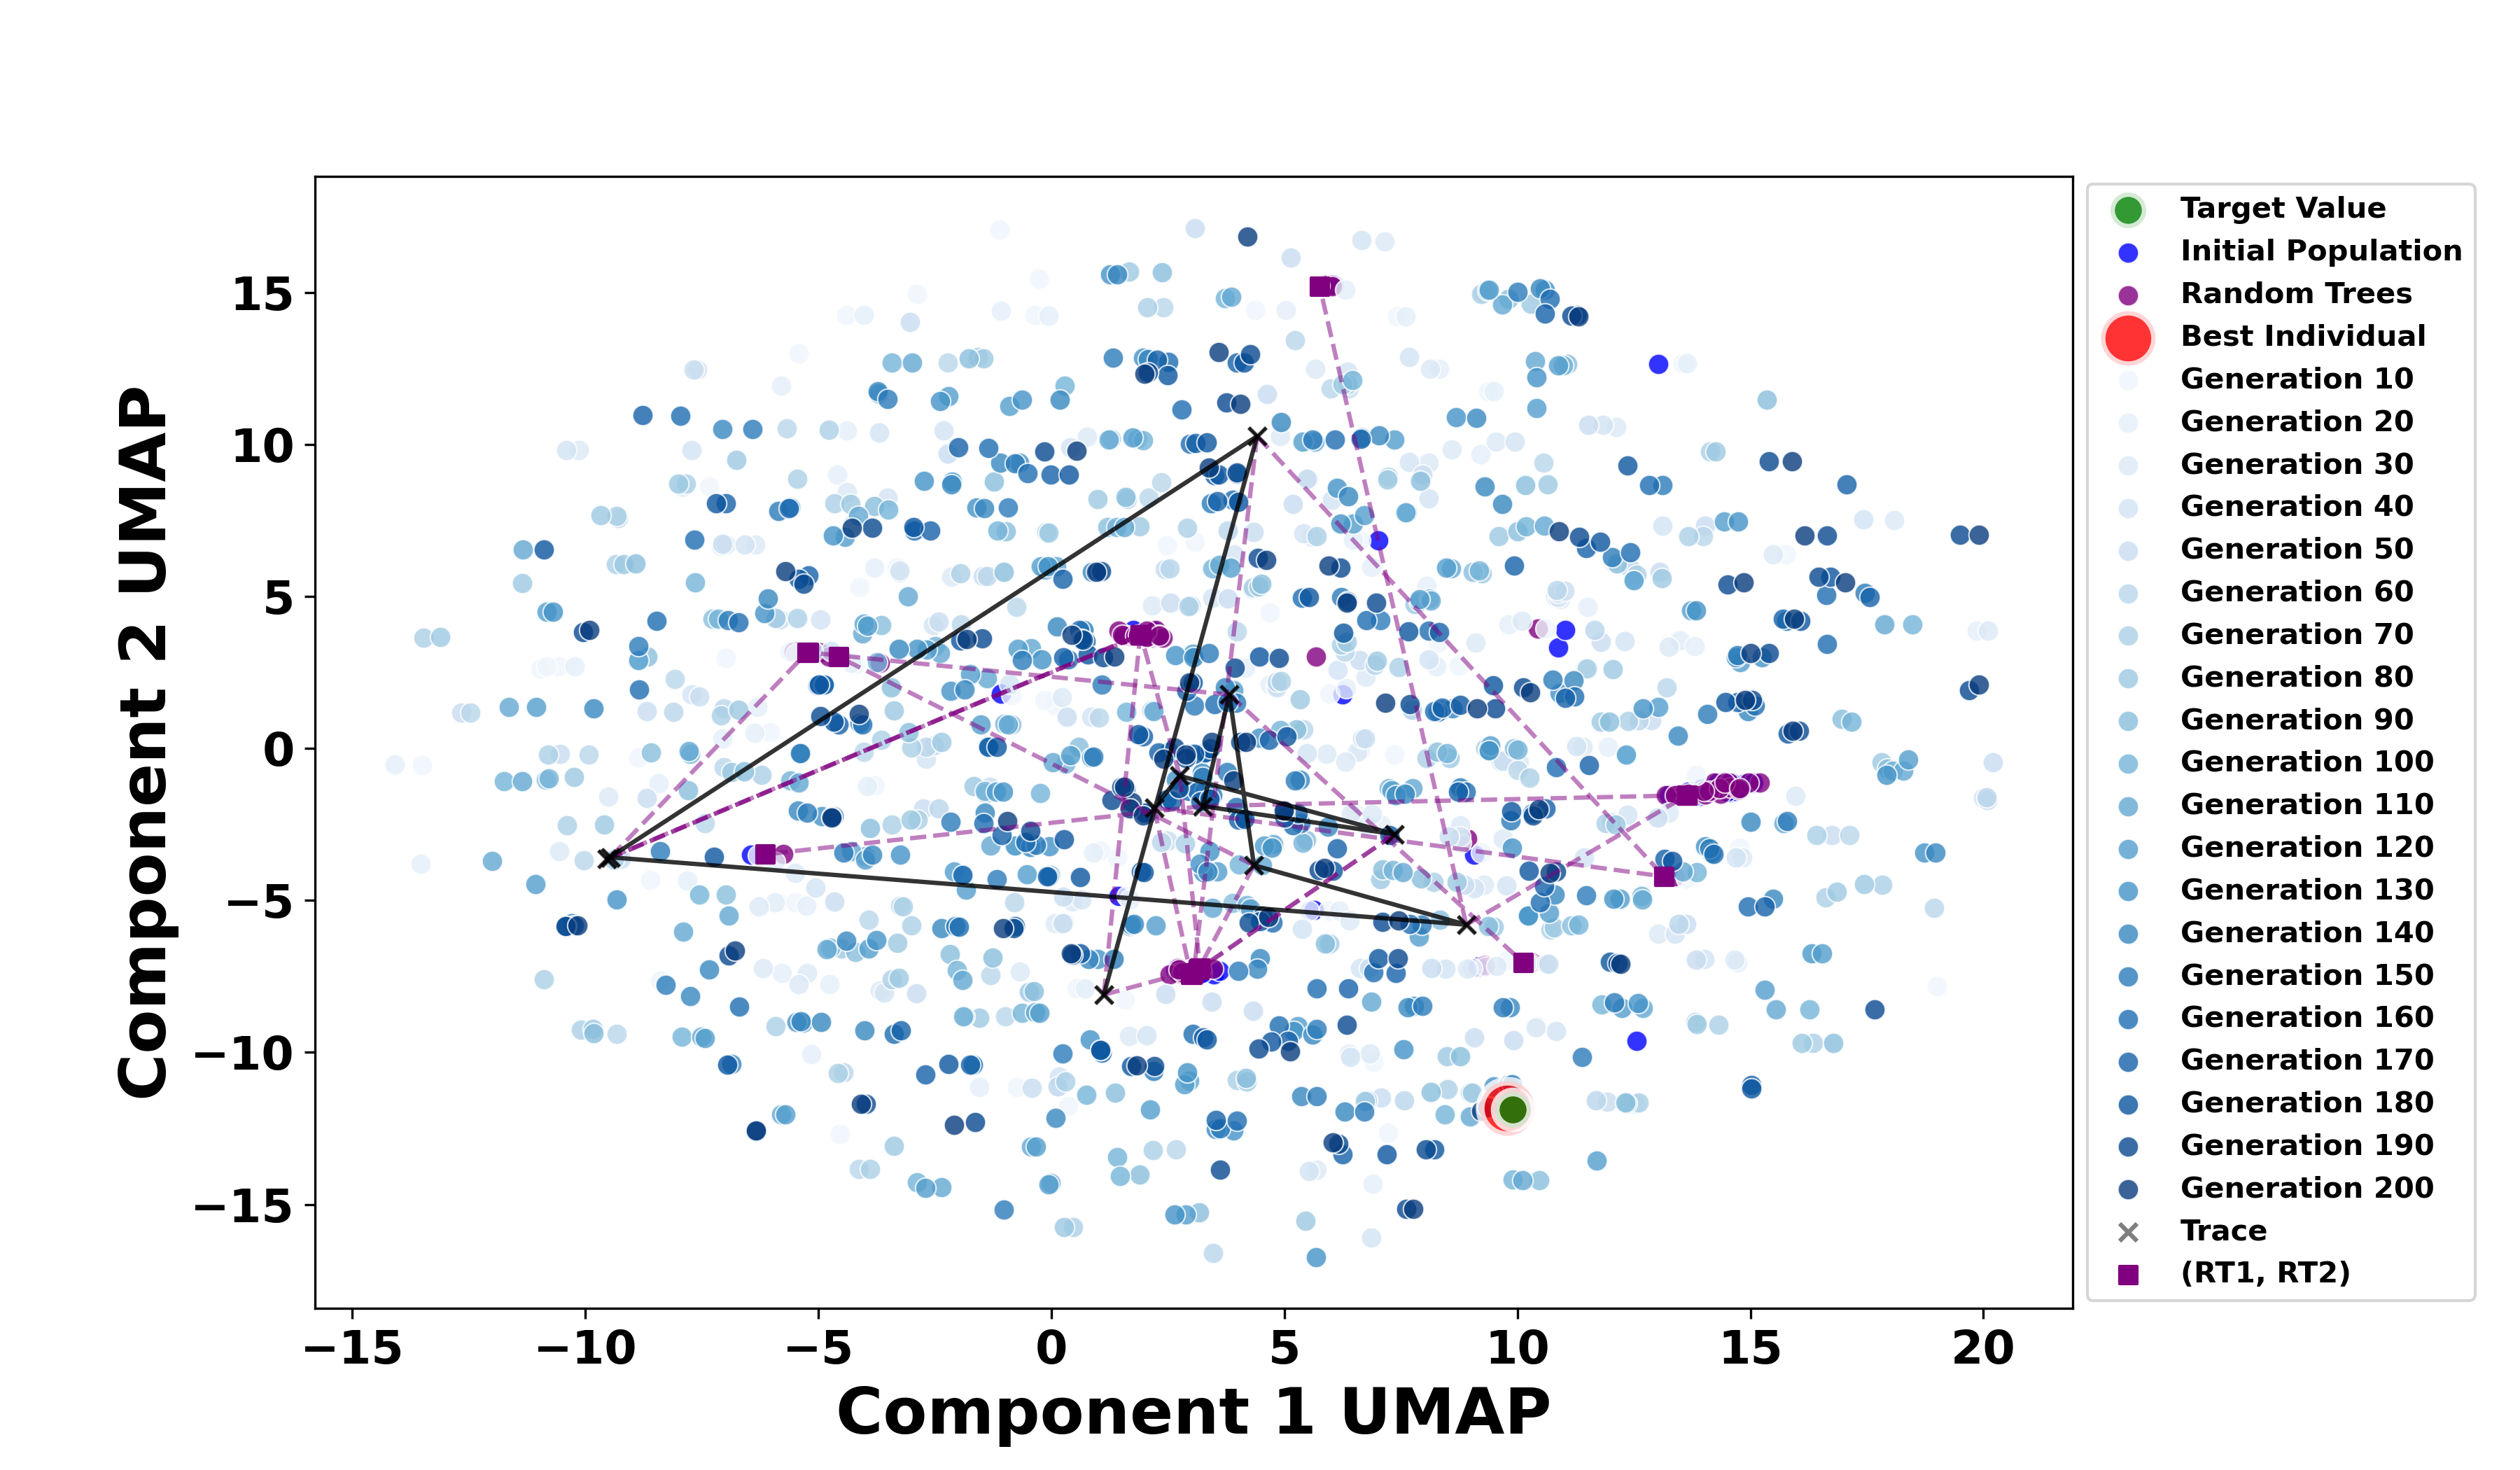 Component 2 UMAP
15
10
5
0
−5
−10
−15
−15
−10
−5
0
5
10
15
20
Component 1 UMAP
Target Value
Initial Population
Random Trees
Best Individual
Generation 10
Generation 20
Generation 30
Generation 40
Generation 50
Generation 60
Generation 70
Generation 80
Generation 90
Generation 100
Generation 110
Generation 120
Generation 130
Generation 140
Generation 150
Generation 160
Generation 170
Generation 180
Generation 190
Generation 200
Trace
(RT1, RT2)